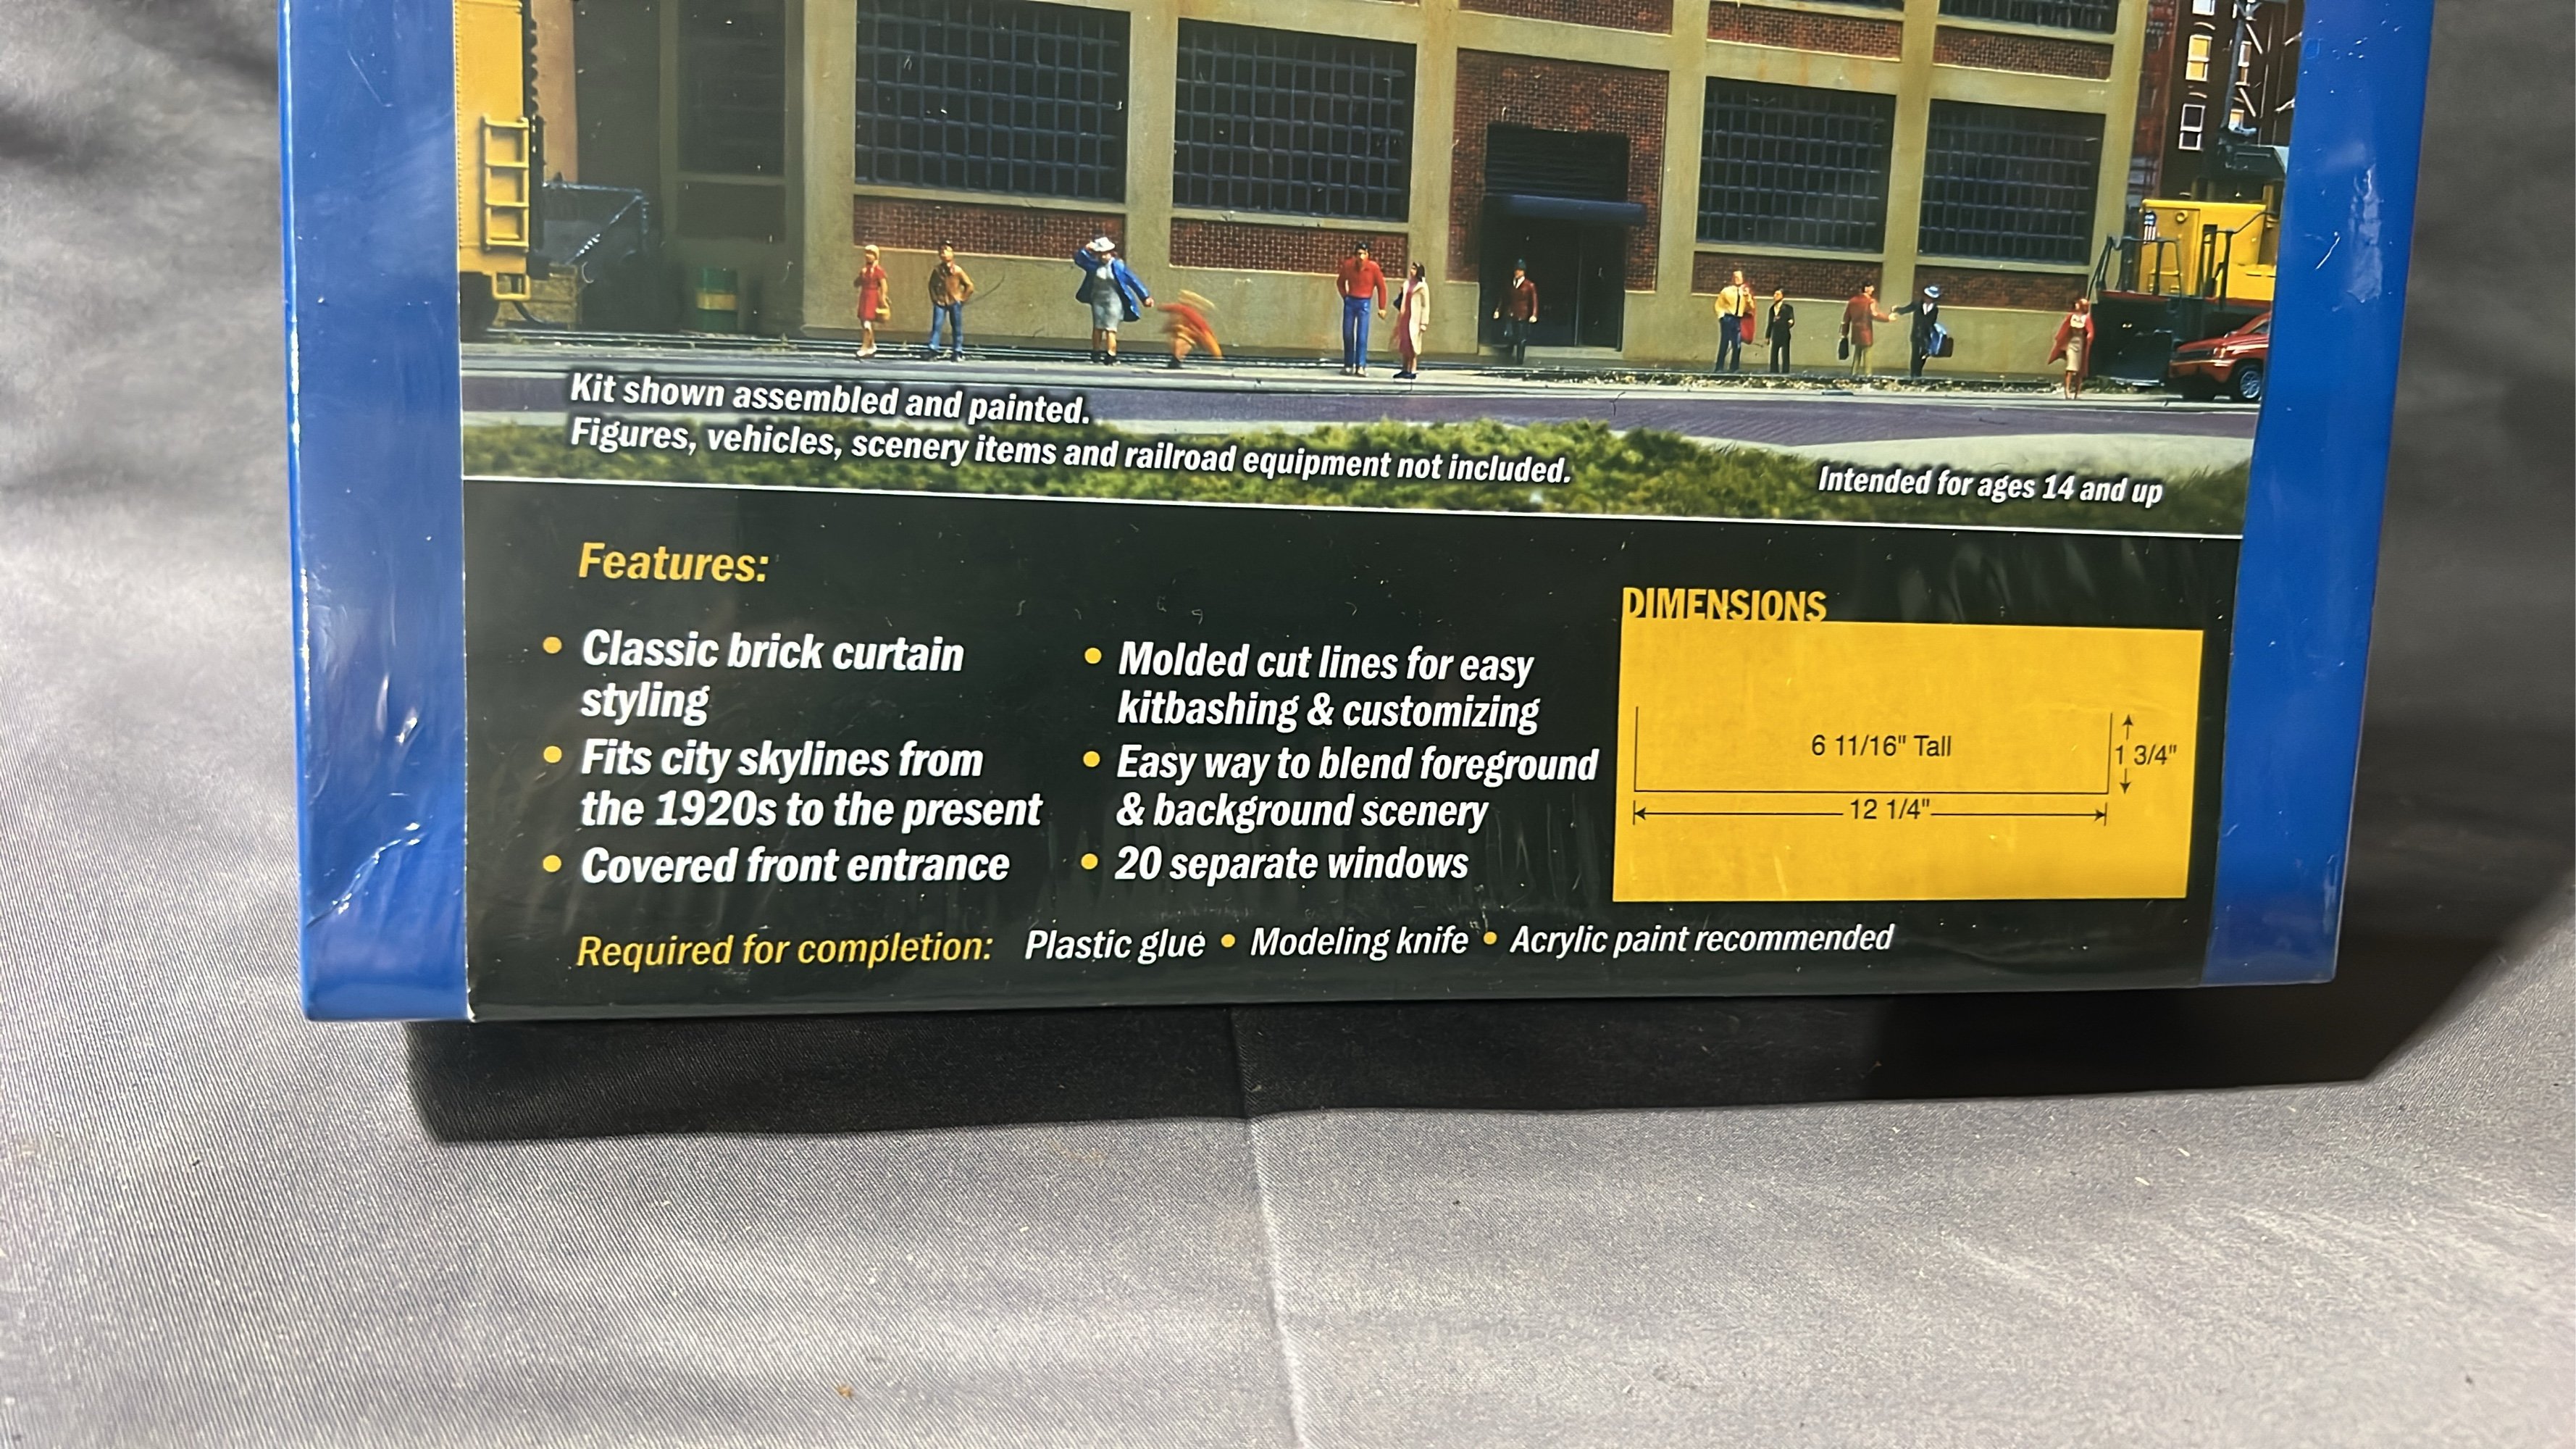 Kit shown assembled and painted.
Figures, vehicles, scenery items and railroad equipment not included.
Intended for ages 14 and up
Features:
• Classic brick curtain
styling
• Fits city skylines from
the 1920s to the present
• Covered front entrance
• Molded cut lines for easy
kitbashing & customizing
• Easy way to blend foreground
& background scenery
• 20 separate windows
DIMENSIONS
6 11/16" Tall
1 3/4"
12 1/4"
Required for completion: Plastic glue • Modeling knife • Acrylic paint recommended